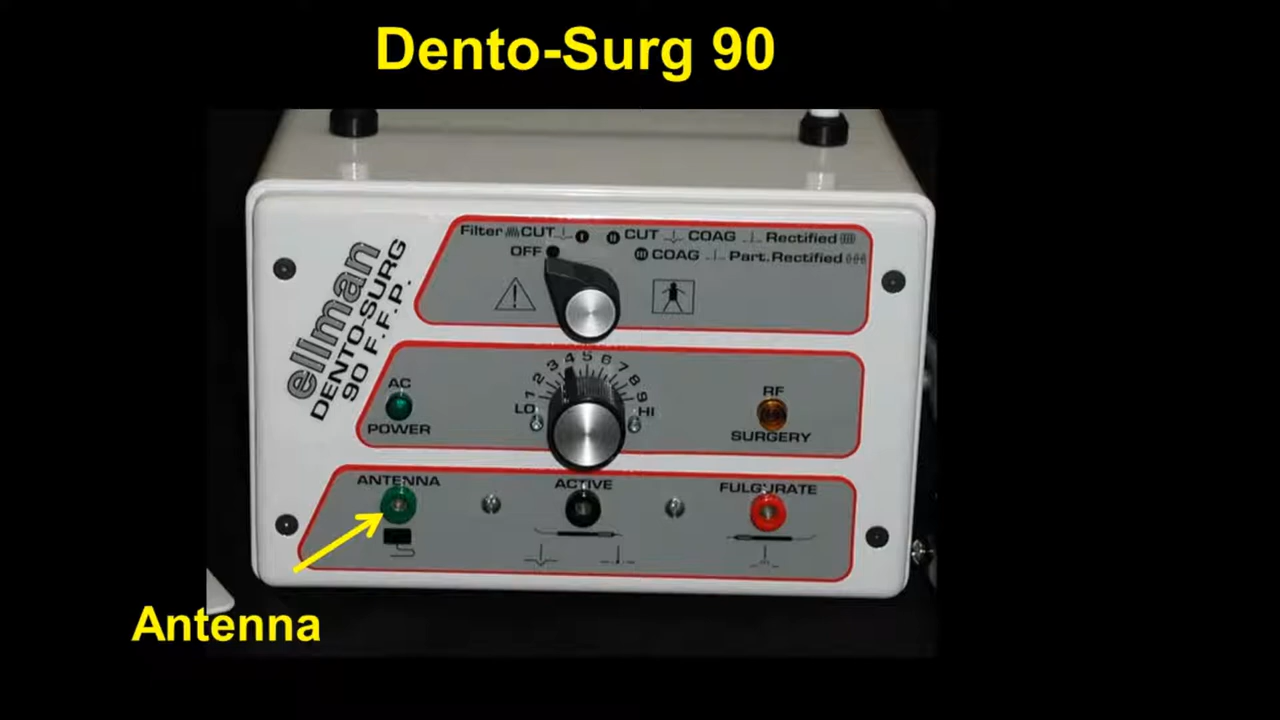 Dento-Surg 90
Filter CUT I II CUT COAG Rectified
OFF III COAG Part. Rectified
ellman
DENTO-SURG
90 F.F.P.
1 2 3 4 5 6 7 8 9
LO HI
AC
POWER
RF
SURGERY
ANTENNA ACTIVE FULGURATE
Antenna